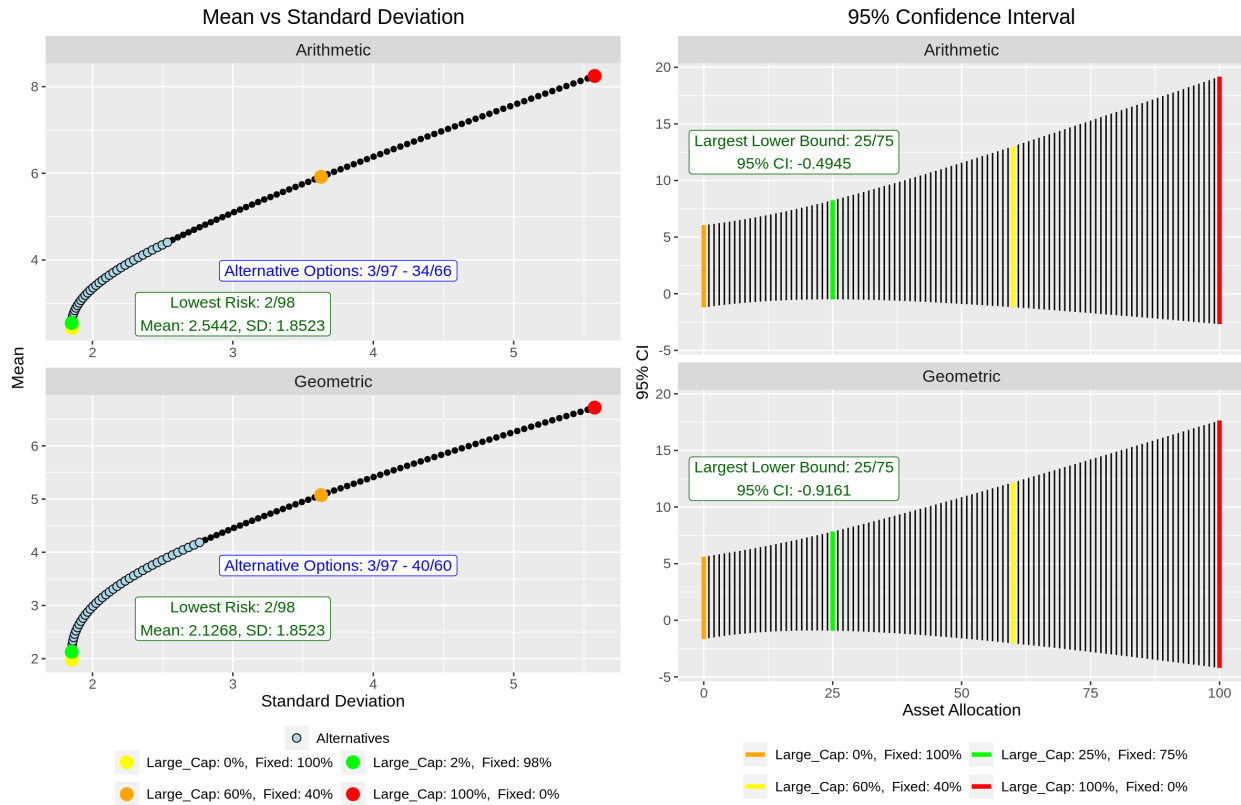 Mean vs Standard Deviation
Arithmetic
8
6
4
Alternative Options: 3/97 - 34/66
Lowest Risk: 2/98
Mean: 2.5442, SD: 1.8523
2 3 4 5
Mean
Geometric
6
5
4
3
2
Alternative Options: 3/97 - 40/60
Lowest Risk: 2/98
Mean: 2.1268, SD: 1.8523
2 3 4 5
Standard Deviation
Alternatives
Large_Cap: 0%, Fixed: 100%
Large_Cap: 2%, Fixed: 98%
Large_Cap: 60%, Fixed: 40%
Large_Cap: 100%, Fixed: 0%
95% Confidence Interval
Arithmetic
20
15
10
5
0
-5
Largest Lower Bound: 25/75
95% CI: -0.4945
95% CI
Geometric
20
15
10
5
0
-5
Largest Lower Bound: 25/75
95% CI: -0.9161
0 25 50 75 100
Asset Allocation
Large_Cap: 0%, Fixed: 100%
Large_Cap: 25%, Fixed: 75%
Large_Cap: 60%, Fixed: 40%
Large_Cap: 100%, Fixed: 0%